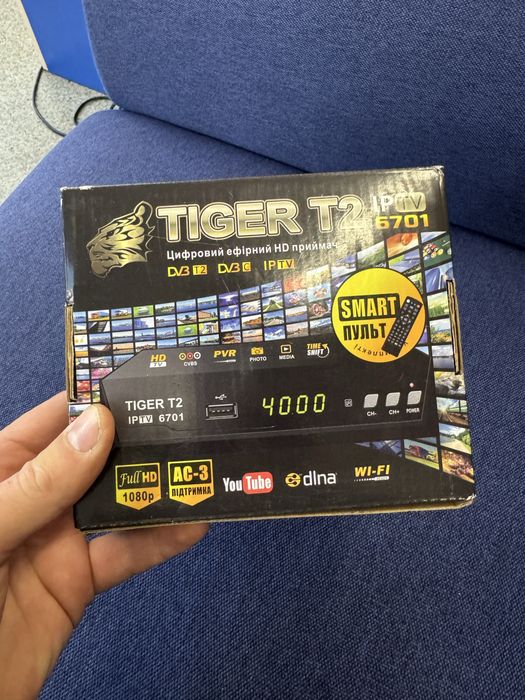 TIGER T2 IPTV
6701
Цифровий ефірний HD приймач
DVB T2 DVB C IPTV
SMART
ПУЛЬТ
HD
TV
CVBS
PVR
PHOTO
MEDIA
TIME
SHIFT
TIGER T2
IPTV 6701
4000
CH-
CH+
POWER
Full HD
1080p
AC-3
ПІДТРИМКА
YouTube
dlna
WI-FI